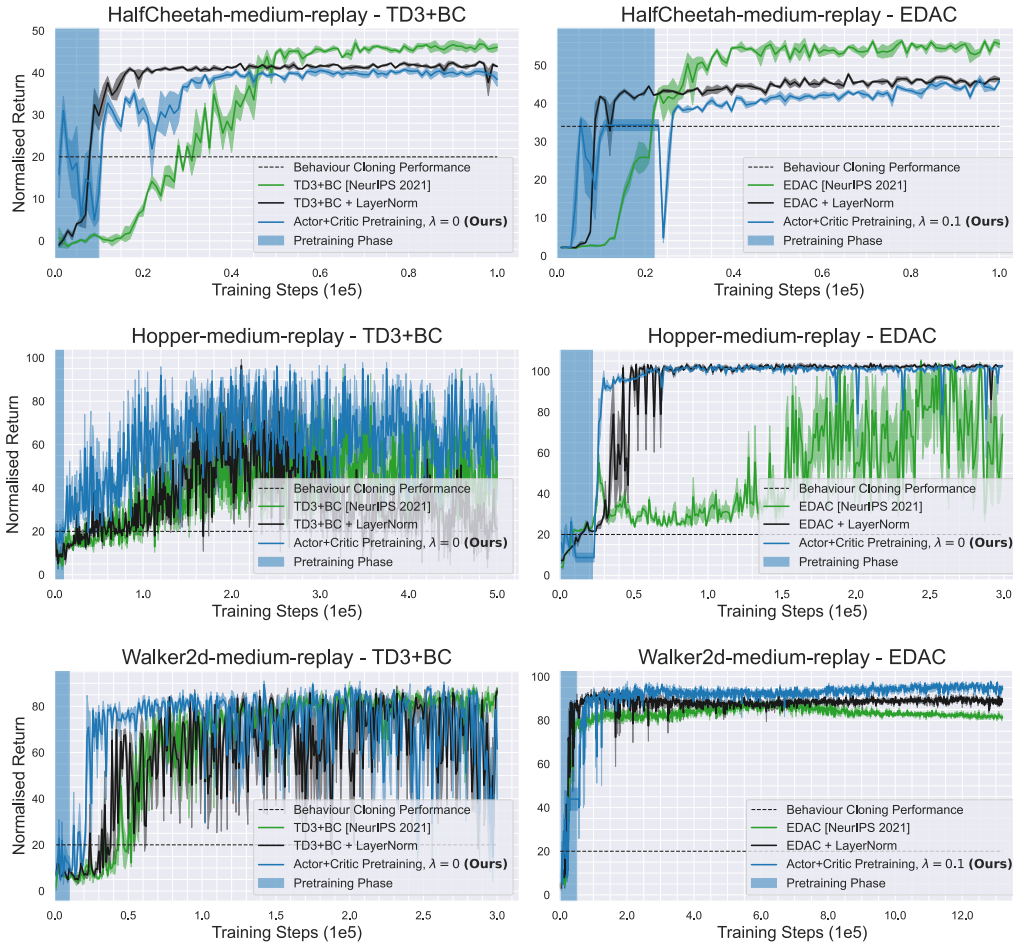 HalfCheetah-medium-replay - TD3+BC
Normalised Return
50
40
30
20
10
0
Behaviour Cloning Performance
TD3+BC [NeurIPS 2021]
TD3+BC + LayerNorm
Actor+Critic Pretraining, λ = 0 (Ours)
Pretraining Phase
0.0 0.2 0.4 0.6 0.8 1.0
Training Steps (1e5)
HalfCheetah-medium-replay - EDAC
50
40
30
20
10
0
Behaviour Cloning Performance
EDAC [NeurIPS 2021]
EDAC + LayerNorm
Actor+Critic Pretraining, λ = 0.1 (Ours)
Pretraining Phase
0.0 0.2 0.4 0.6 0.8 1.0
Training Steps (1e5)
Hopper-medium-replay - TD3+BC
Normalised Return
100
80
60
40
20
0
Behaviour Cloning Performance
TD3+BC [NeurIPS 2021]
TD3+BC + LayerNorm
Actor+Critic Pretraining, λ = 0 (Ours)
Pretraining Phase
0.0 1.0 2.0 3.0 4.0 5.0
Training Steps (1e5)
Hopper-medium-replay - EDAC
100
80
60
40
20
0
Behaviour Cloning Performance
EDAC [NeurIPS 2021]
EDAC + LayerNorm
Actor+Critic Pretraining, λ = 0 (Ours)
Pretraining Phase
0.0 0.5 1.0 1.5 2.0 2.5 3.0
Training Steps (1e5)
Walker2d-medium-replay - TD3+BC
Normalised Return
80
60
40
20
0
Behaviour Cloning Performance
TD3+BC [NeurIPS 2021]
TD3+BC + LayerNorm
Actor+Critic Pretraining, λ = 0 (Ours)
Pretraining Phase
0.0 0.5 1.0 1.5 2.0 2.5 3.0
Training Steps (1e5)
Walker2d-medium-replay - EDAC
100
80
60
40
20
0
Behaviour Cloning Performance
EDAC [NeurIPS 2021]
EDAC + LayerNorm
Actor+Critic Pretraining, λ = 0.1 (Ours)
Pretraining Phase
0.0 2.0 4.0 6.0 8.0 10.0 12.0
Training Steps (1e5)